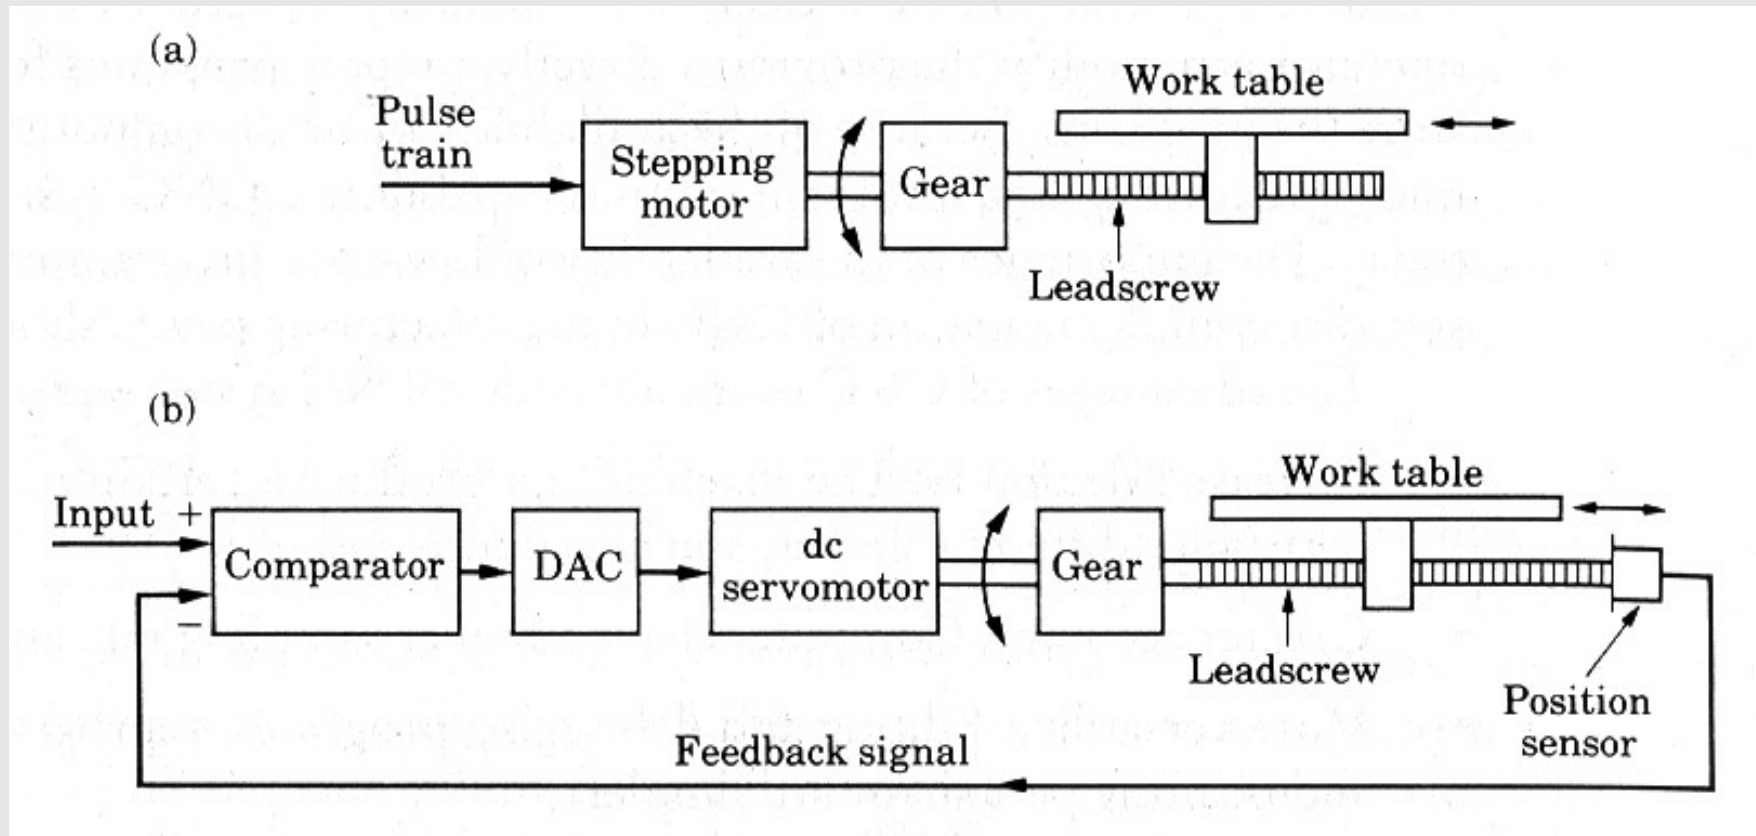 (a)
Work table
Pulse
train
Stepping
motor
Gear
Leadscrew
(b)
Work table
Input +
Comparator
DAC
dc
servomotor
Gear
−
Leadscrew
Position
sensor
Feedback signal